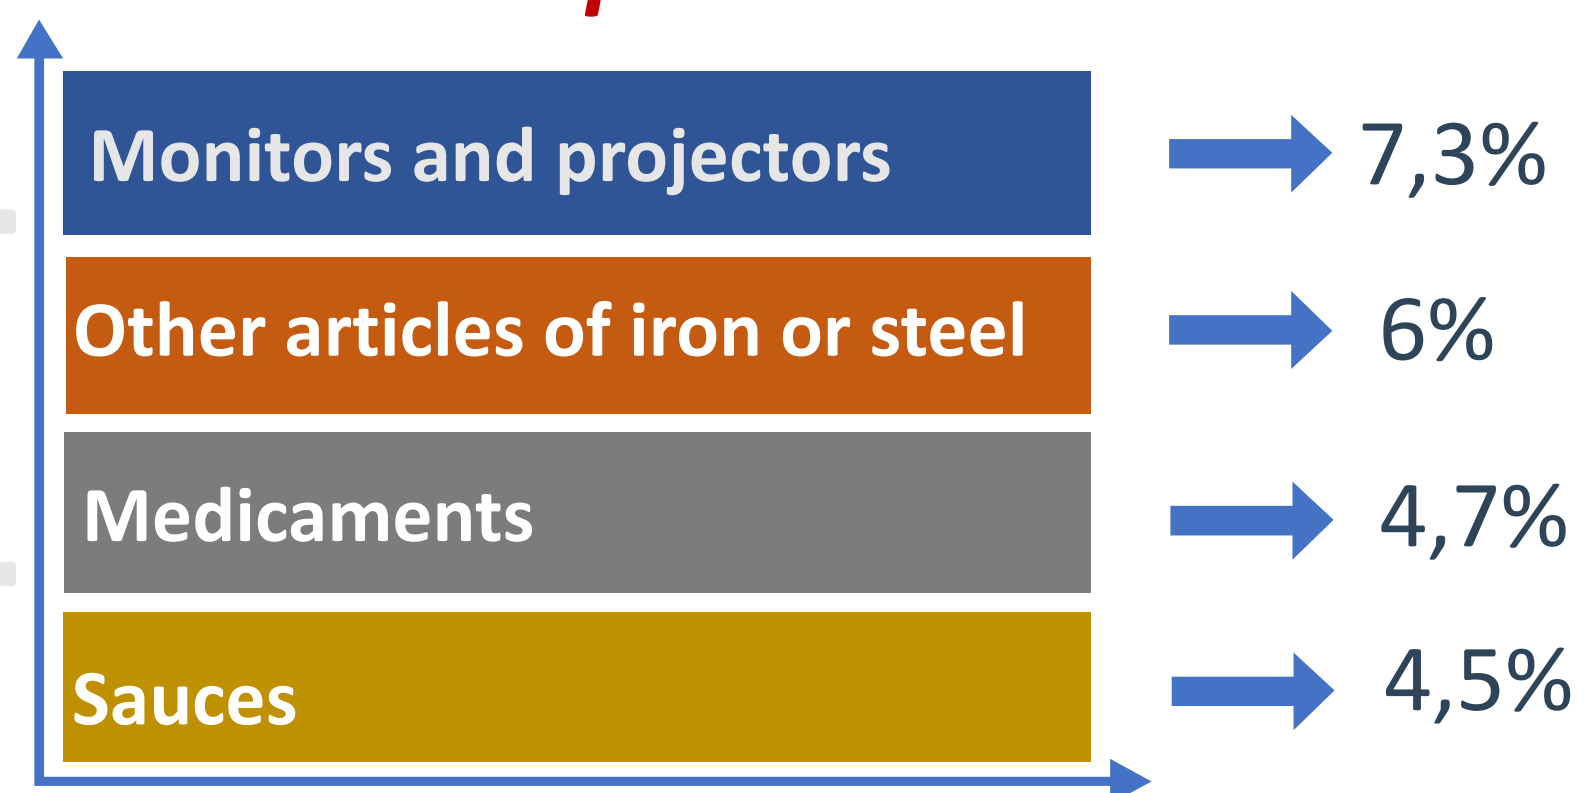 Monitors and projectors 7,3%
Other articles of iron or steel 6%
Medicaments 4,7%
Sauces 4,5%